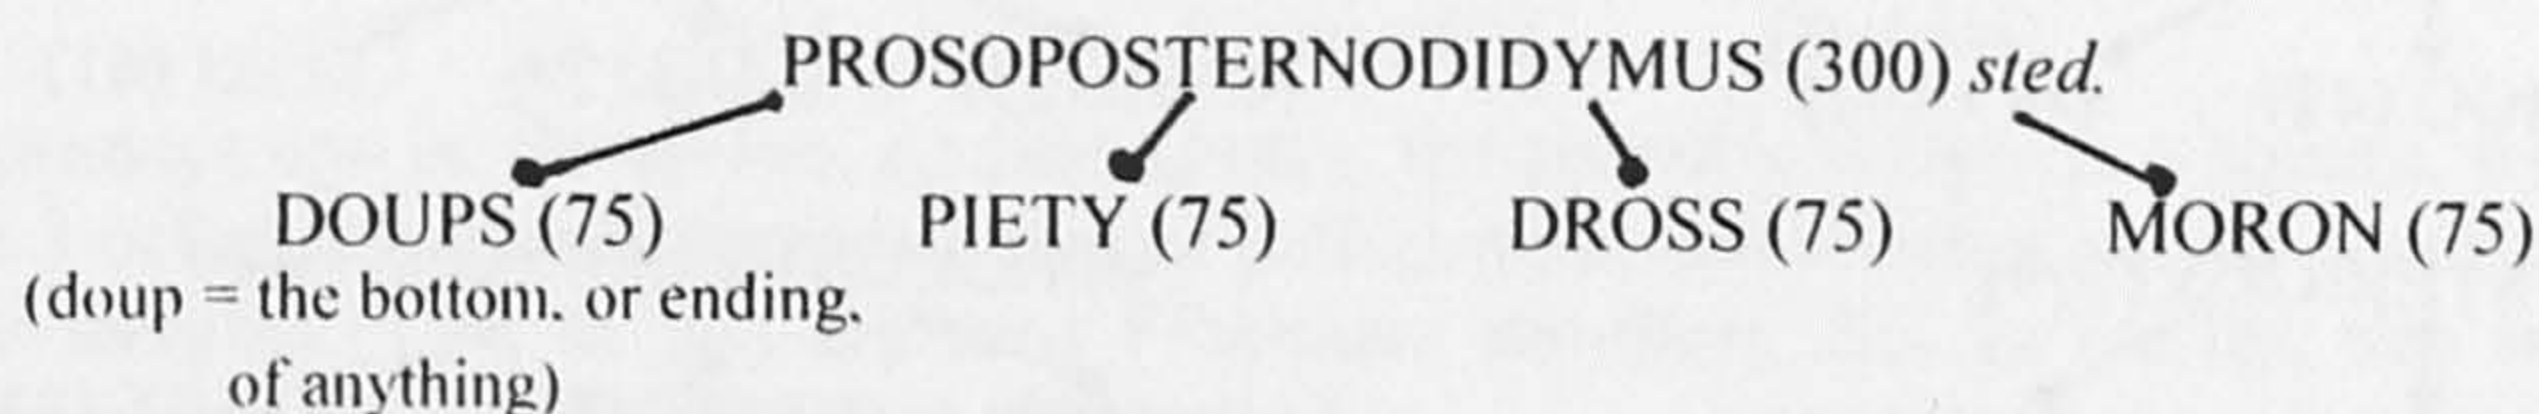 PROSOPOSTERNODIDYMUS (300) sted.
DOUPS (75) PIETY (75) DROSS (75) MORON (75)
(doup = the bottom. or ending.
of anything)